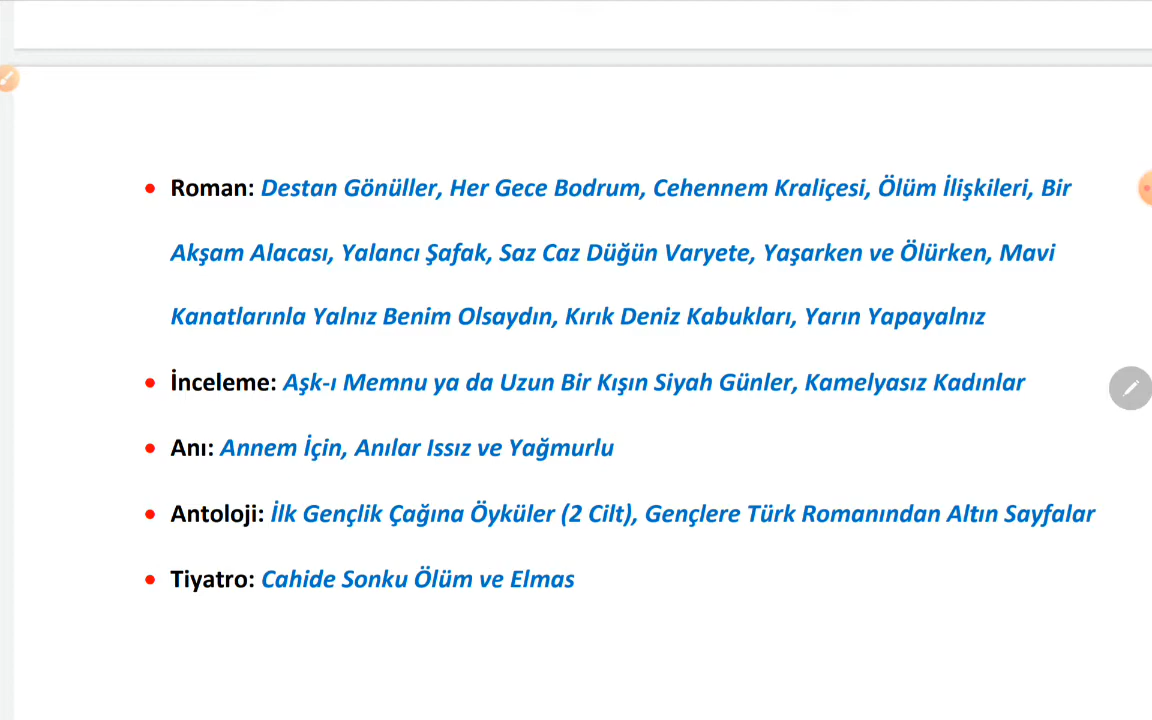 Roman: Destan Gönüller, Her Gece Bodrum, Cehennem Kraliçesi, Ölüm İlişkileri, Bir
Akşam Alacası, Yalancı Şafak, Saz Caz Düğün Varyete, Yaşarken ve Ölürken, Mavi
Kanatlarınla Yalnız Benim Olsaydın, Kırık Deniz Kabukları, Yarın Yapayalnız
İnceleme: Aşk-ı Memnu ya da Uzun Bir Kışın Siyah Günler, Kamelyasız Kadınlar
Anı: Annem İçin, Anılar Issız ve Yağmurlu
Antoloji: İlk Gençlik Çağına Öyküler (2 Cilt), Gençlere Türk Romanından Altın Sayfalar
Tiyatro: Cahide Sonku Ölüm ve Elmas